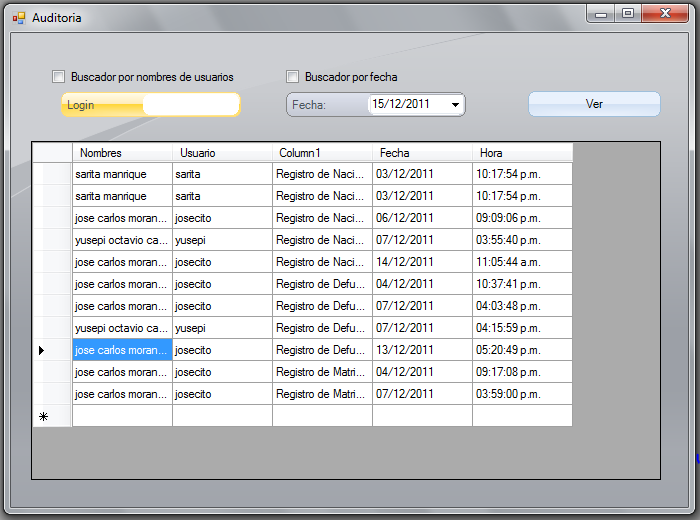 Auditoria
Buscador por nombres de usuarios Buscador por fecha
Login Fecha: 15/12/2011 Ver
Nombres Usuario Column1 Fecha Hora
sarita manrique sarita Registro de Naci... 03/12/2011 10:17:54 p.m.
sarita manrique sarita Registro de Naci... 03/12/2011 10:17:54 p.m.
jose carlos moran... josecito Registro de Naci... 06/12/2011 09:09:06 p.m.
yusepi octavio ca... yusepi Registro de Naci... 07/12/2011 03:55:40 p.m.
jose carlos moran... josecito Registro de Naci... 14/12/2011 11:05:44 a.m.
jose carlos moran... josecito Registro de Defu... 04/12/2011 10:37:41 p.m.
jose carlos moran... josecito Registro de Defu... 07/12/2011 04:03:48 p.m.
yusepi octavio ca... yusepi Registro de Defu... 07/12/2011 04:15:59 p.m.
jose carlos moran... josecito Registro de Defu... 13/12/2011 05:20:49 p.m.
jose carlos moran... josecito Registro de Matri... 04/12/2011 09:17:08 p.m.
jose carlos moran... josecito Registro de Matri... 07/12/2011 03:59:00 p.m.